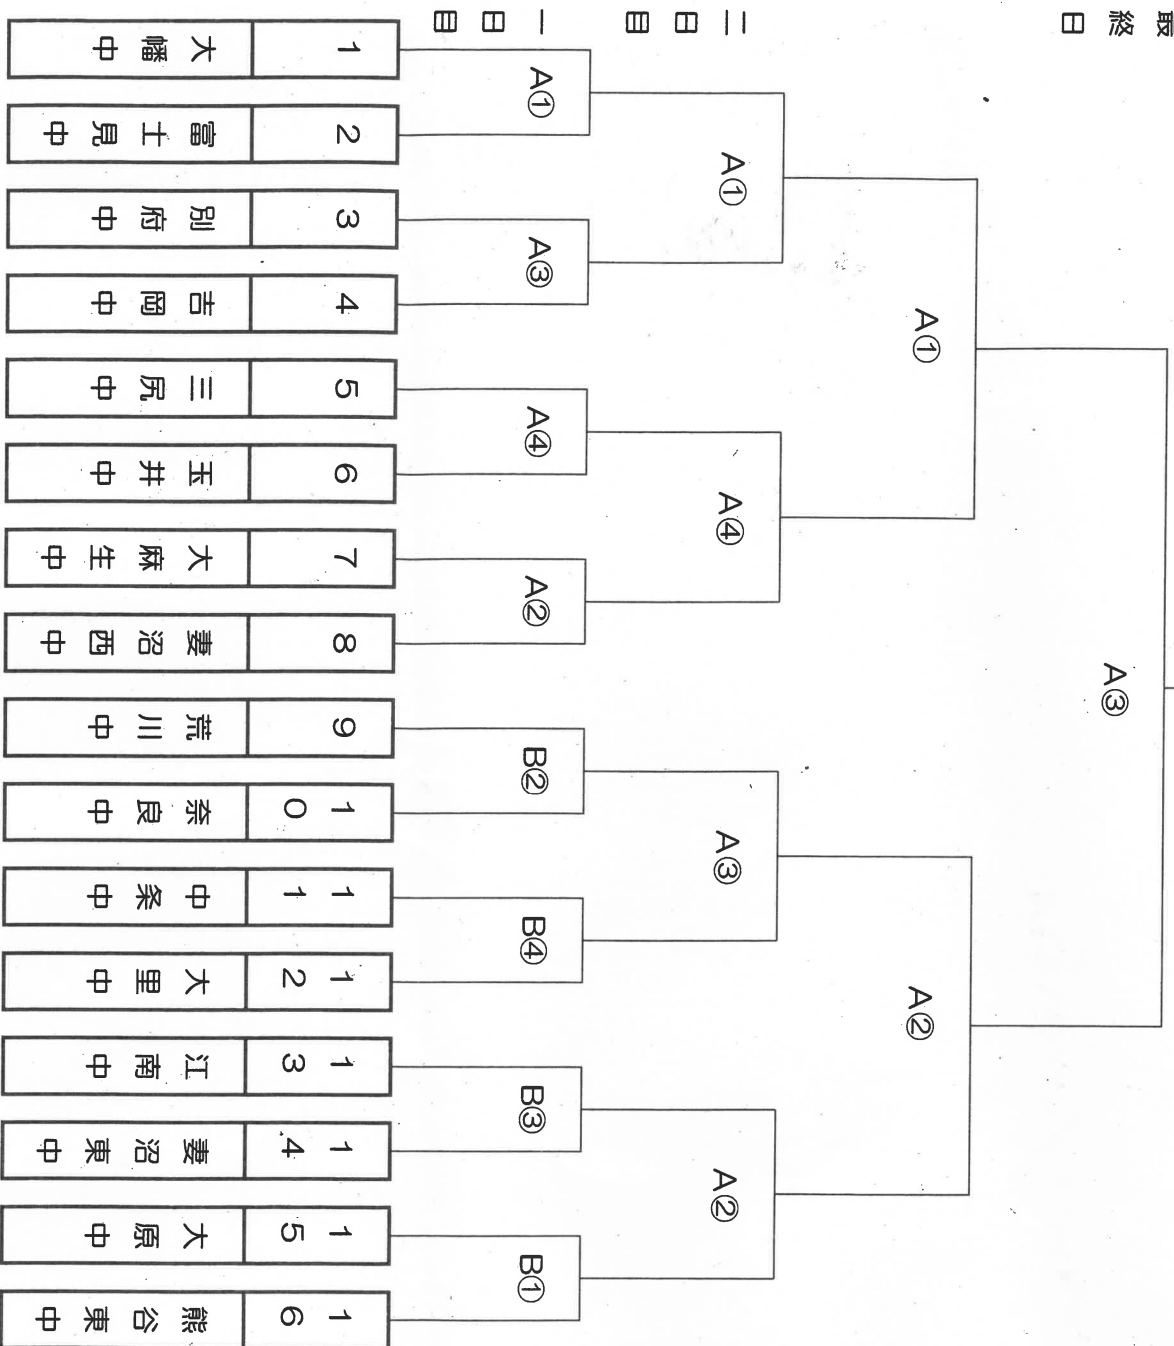 最終日
二日目
一日目
A③
A①
A②
A①
A④
A③
A②
A①
A③
A④
A②
B②
B④
B③
B①
1 大幡中
2 富士見中
3 別府中
4 吉岡中
5 三尻中
6 玉井中
7 大麻生中
8 妻沼西中
9 荒川中
10 奈良中
11 中条中
12 大里中
13 江南中
14 妻沼東中
15 大原中
16 熊谷東中